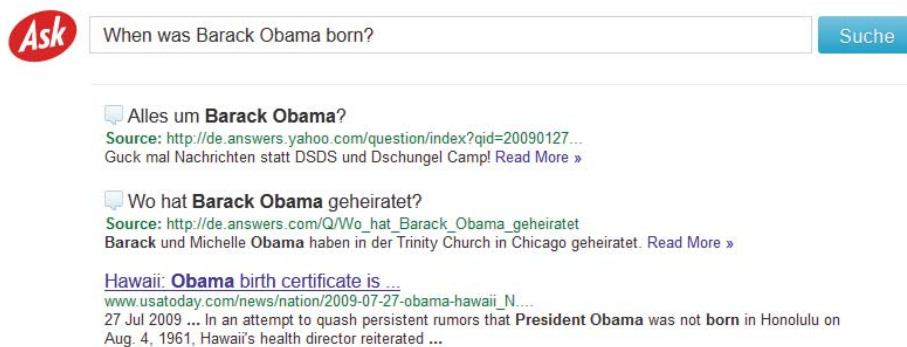 Ask
When was Barack Obama born?
Suche
Alles um Barack Obama?
Source: http://de.answers.yahoo.com/question/index?qid=20090127...
Guck mal Nachrichten statt DSDS und Dschungel Camp! Read More »
Wo hat Barack Obama geheiratet?
Source: http://de.answers.com/Q/Wo_hat_Barack_Obama_geheiratet
Barack und Michelle Obama haben in der Trinity Church in Chicago geheiratet. Read More »
Hawaii: Obama birth certificate is ...
www.usatoday.com/news/nation/2009-07-27-obama-hawaii_N....
27 Jul 2009 ... In an attempt to quash persistent rumors that President Obama was not born in Honolulu on
Aug. 4, 1961, Hawaii's health director reiterated ...